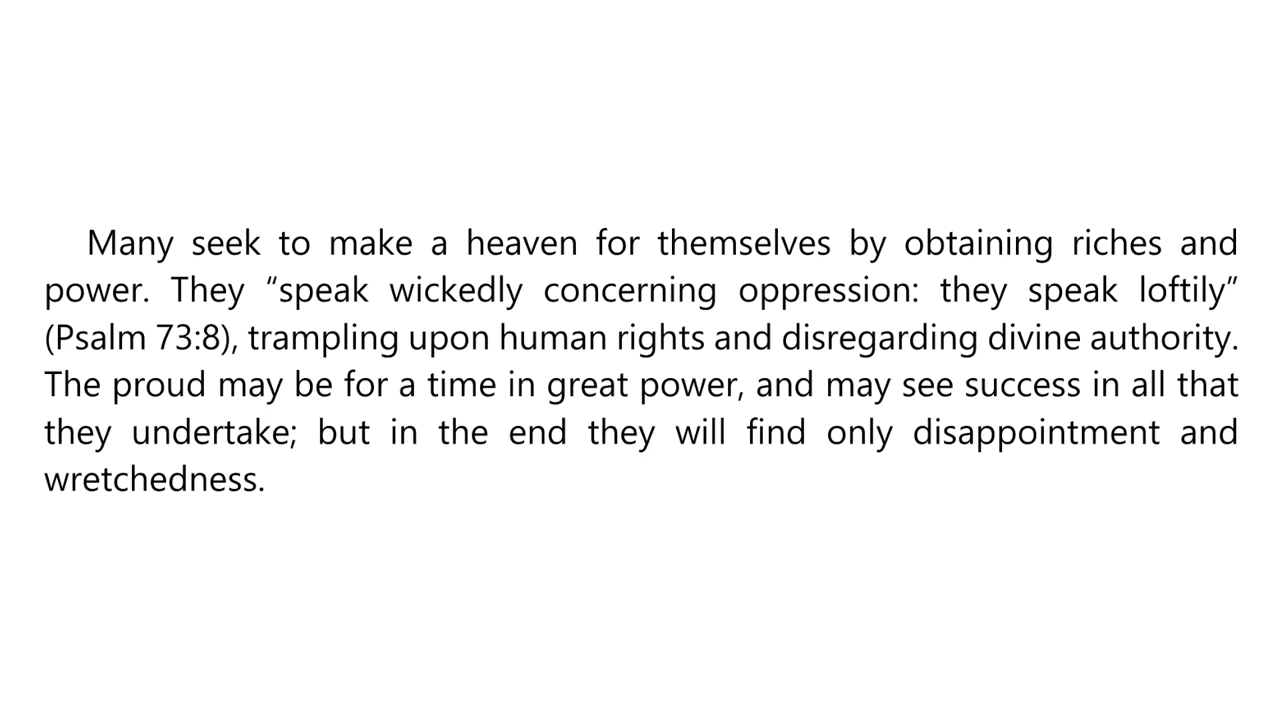 Many seek to make a heaven for themselves by obtaining riches and
power. They “speak wickedly concerning oppression: they speak loftily”
(Psalm 73:8), trampling upon human rights and disregarding divine authority.
The proud may be for a time in great power, and may see success in all that
they undertake; but in the end they will find only disappointment and
wretchedness.